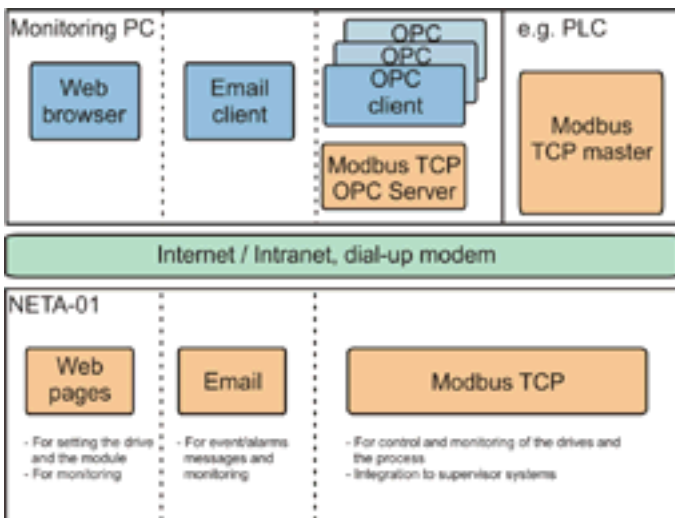 Monitoring PC
e.g. PLC
Web
browser
Email
client
OPC
OPC
OPC
client
Modbus TCP
OPC Server
Modbus
TCP master
Internet / Intranet, dial-up modem
NETA-01
Web
pages
Email
Modbus TCP
- For setting the drive
and the module
- For monitoring
- For event/alarms
messages and
monitoring
- For control and monitoring of the drives and
the process
- Integration to supervisor systems